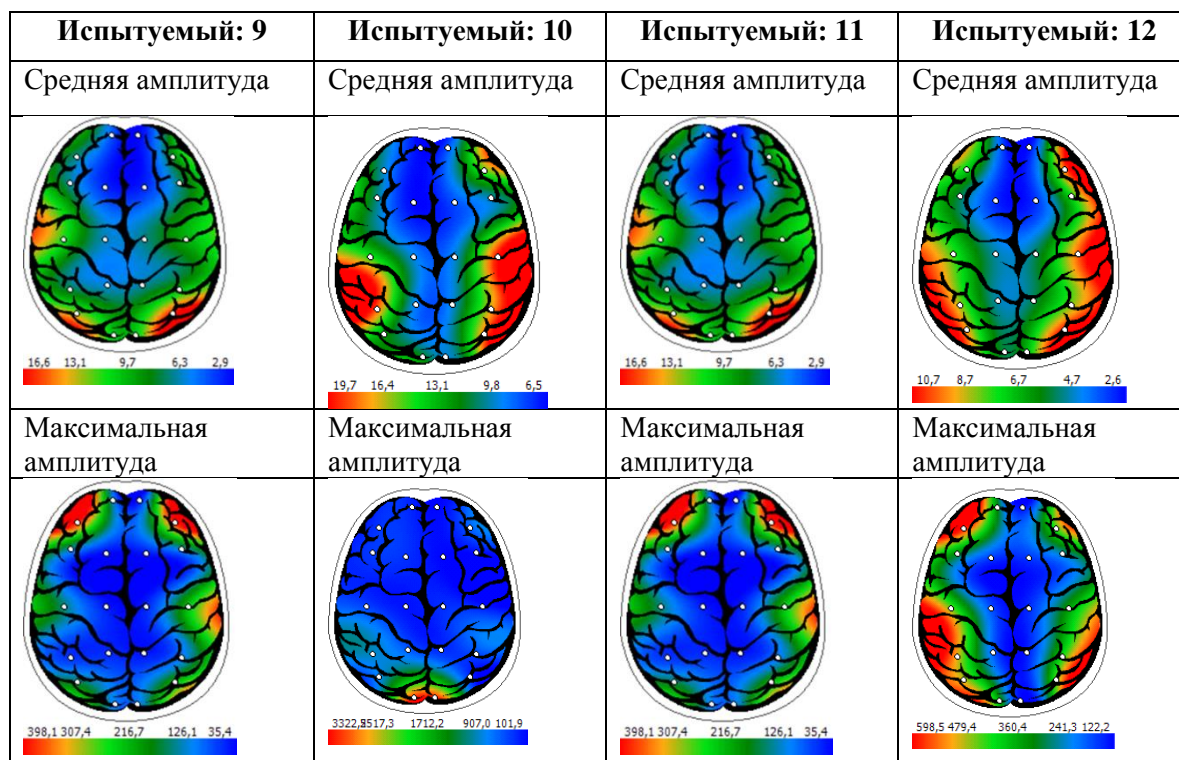 Испытуемый: 9 Испытуемый: 10 Испытуемый: 11 Испытуемый: 12
Средняя амплитуда Средняя амплитуда Средняя амплитуда Средняя амплитуда
16,6 13,1 9,7 6,3 2,9
19,7 16,4 13,1 9,8 6,5
16,6 13,1 9,7 6,3 2,9
10,7 8,7 6,7 4,7 2,6
Максимальная Максимальная Максимальная Максимальная
амплитуда амплитуда амплитуда амплитуда
398,1 307,4 216,7 126,1 35,4
517,3 1712,2 907,0 101,9
398,1 307,4 216,7 126,1 35,4
598,5 479,4 360,4 241,3 122,2